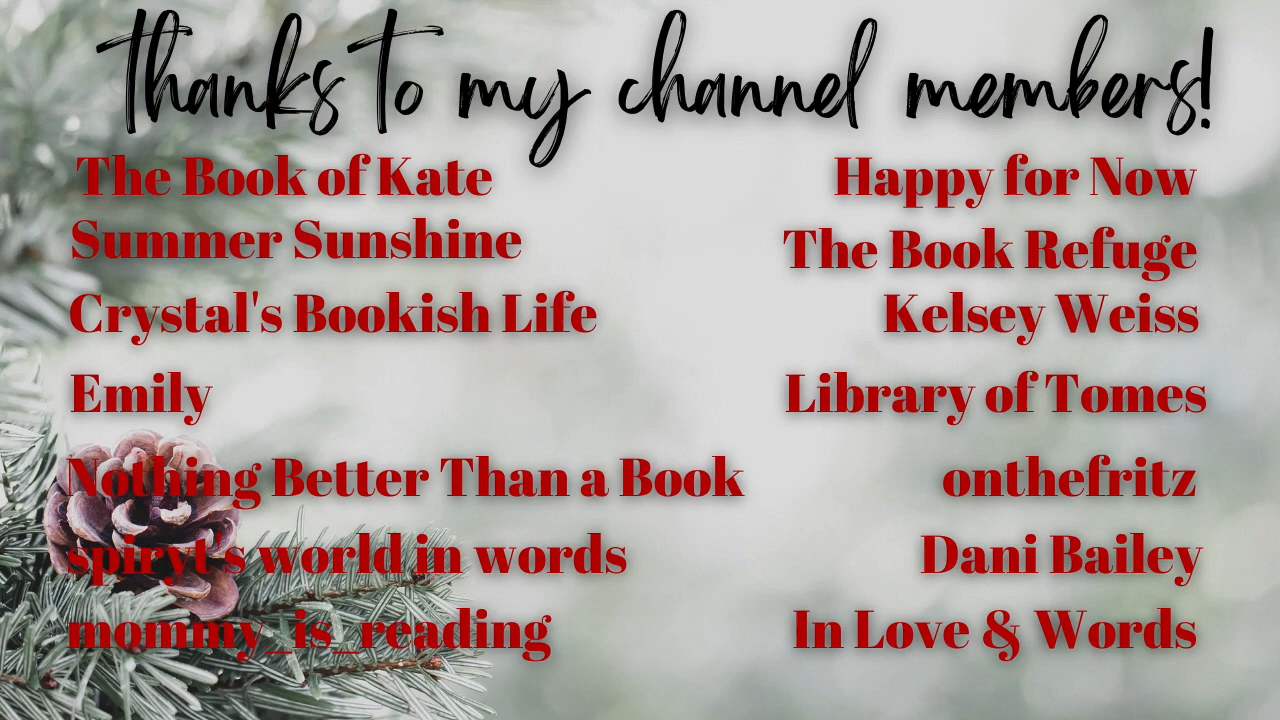 thanks to my channel members!
The Book of Kate
Summer Sunshine
Crystal's Bookish Life
Emily
Nothing Better Than a Book
spiryt's world in words
mommy_is_reading
Happy for Now
The Book Refuge
Kelsey Weiss
Library of Tomes
onthefritz
Dani Bailey
In Love & Words